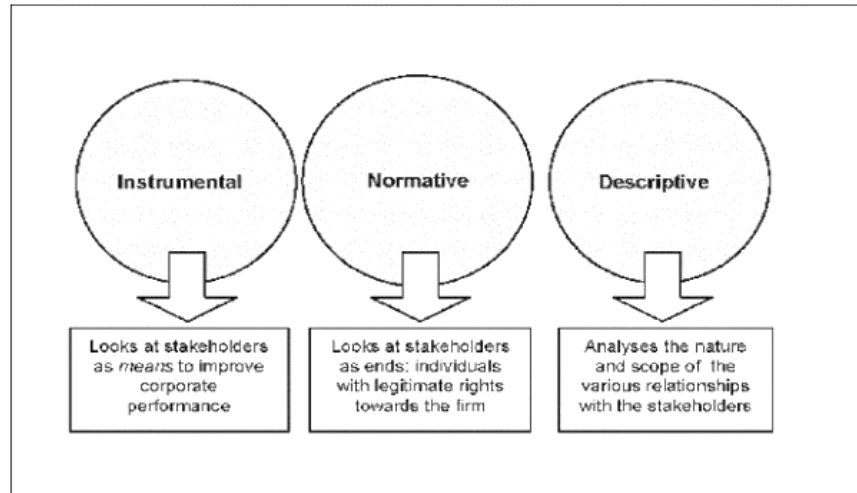 Instrumental
Normative
Descriptive
Looks at stakeholders
as means to improve
corporate
performance
Looks at stakeholders
as ends: individuals
with legitimate rights
towards the firm
Analyses the nature
and scope of the
various relationships
with the stakeholders